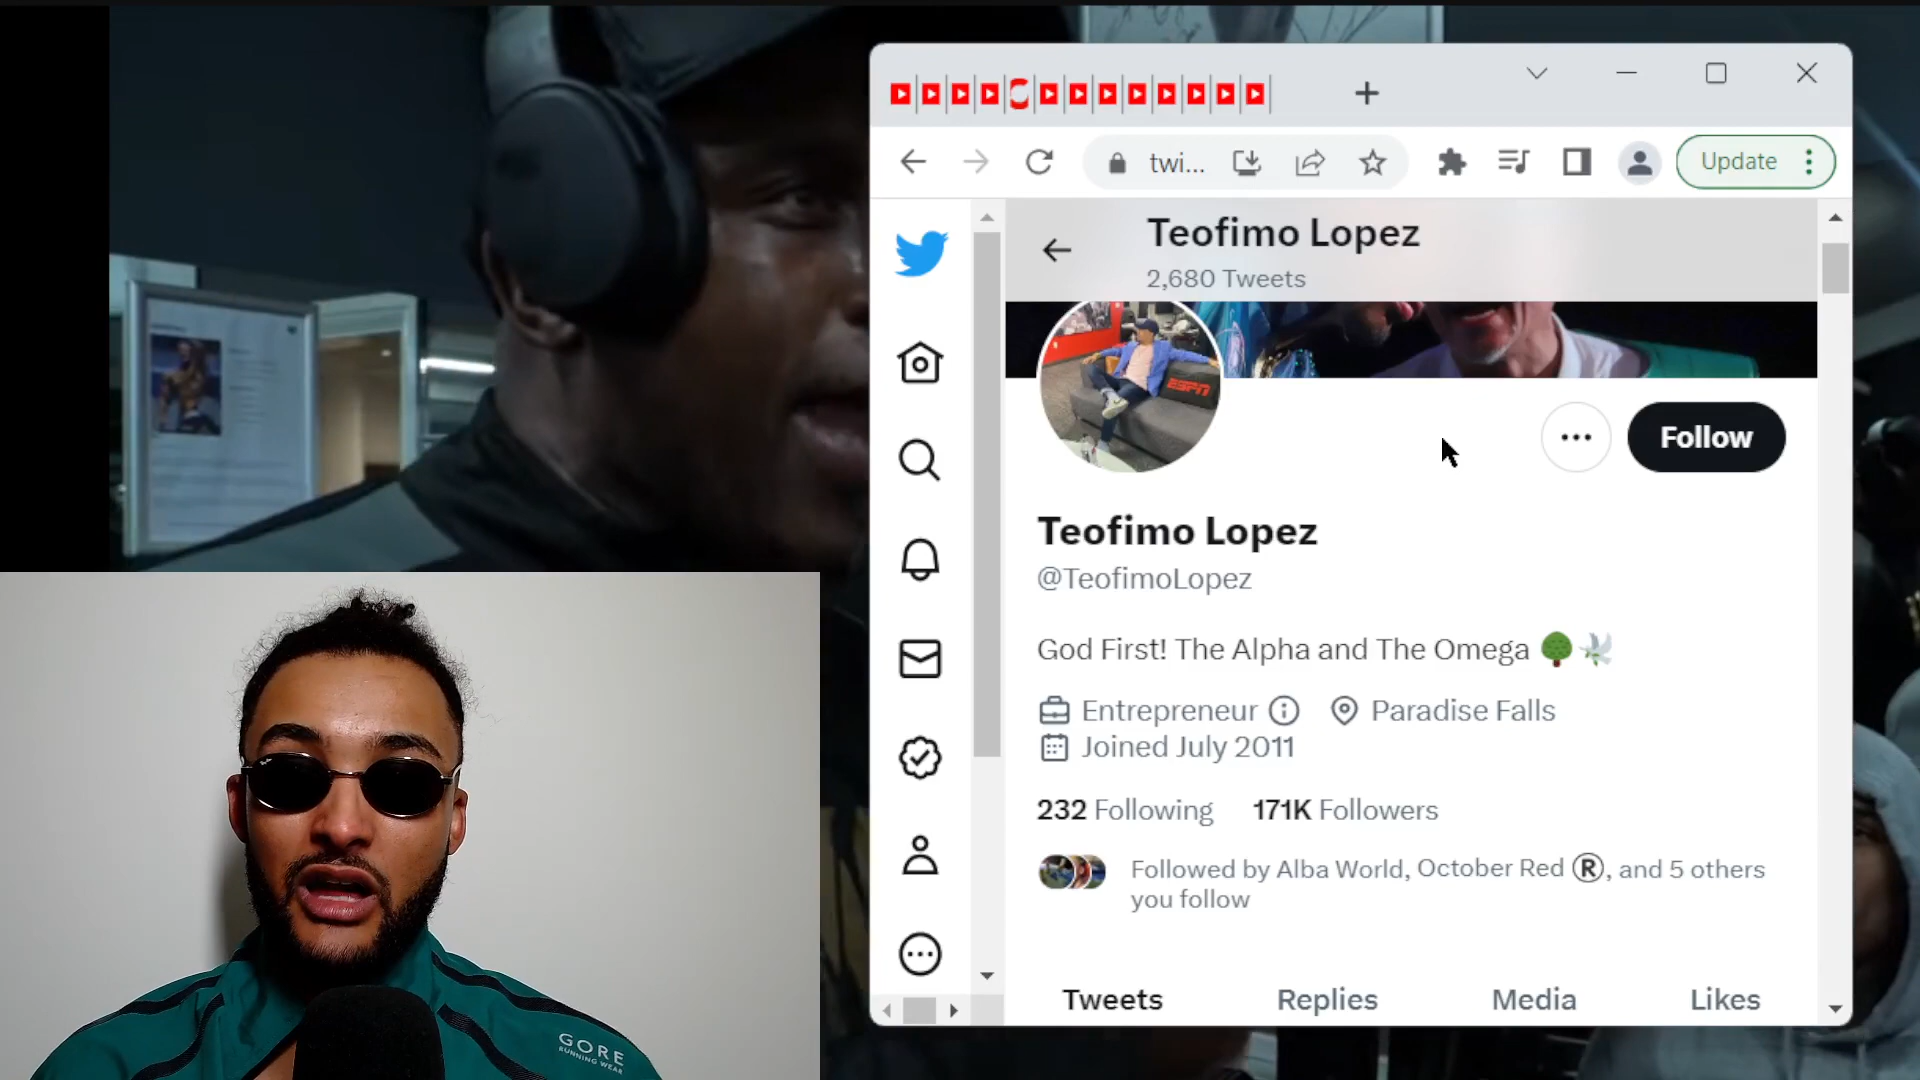 twi...
Update
Teofimo Lopez
2,680 Tweets
ESPN
Follow
Teofimo Lopez
@TeofimoLopez
God First! The Alpha and The Omega 🌳🕊️
Entrepreneur Paradise Falls
Joined July 2011
232 Following 171K Followers
Followed by Alba World, October Red ®, and 5 others
you follow
Tweets Replies Media Likes
GORE
RUNNING WEAR